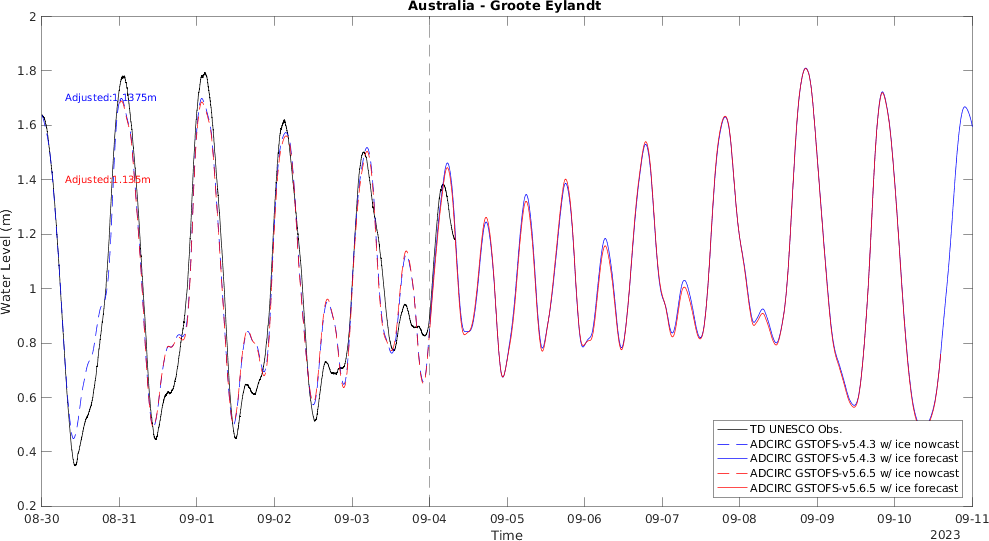 Australia - Groote Eylandt
2
1.8
1.6
1.4
1.2
1
0.8
0.6
0.4
0.2
Water Level (m)
Adjusted:1.1375m
Adjusted:1.135m
TD UNESCO Obs.
ADCIRC GSTOFS-v5.4.3 w/ ice nowcast
ADCIRC GSTOFS-v5.4.3 w/ ice forecast
ADCIRC GSTOFS-v5.6.5 w/ ice nowcast
ADCIRC GSTOFS-v5.6.5 w/ ice forecast
08-30 08-31 09-01 09-02 09-03 09-04 09-05 09-06 09-07 09-08 09-09 09-10 09-11
Time
2023